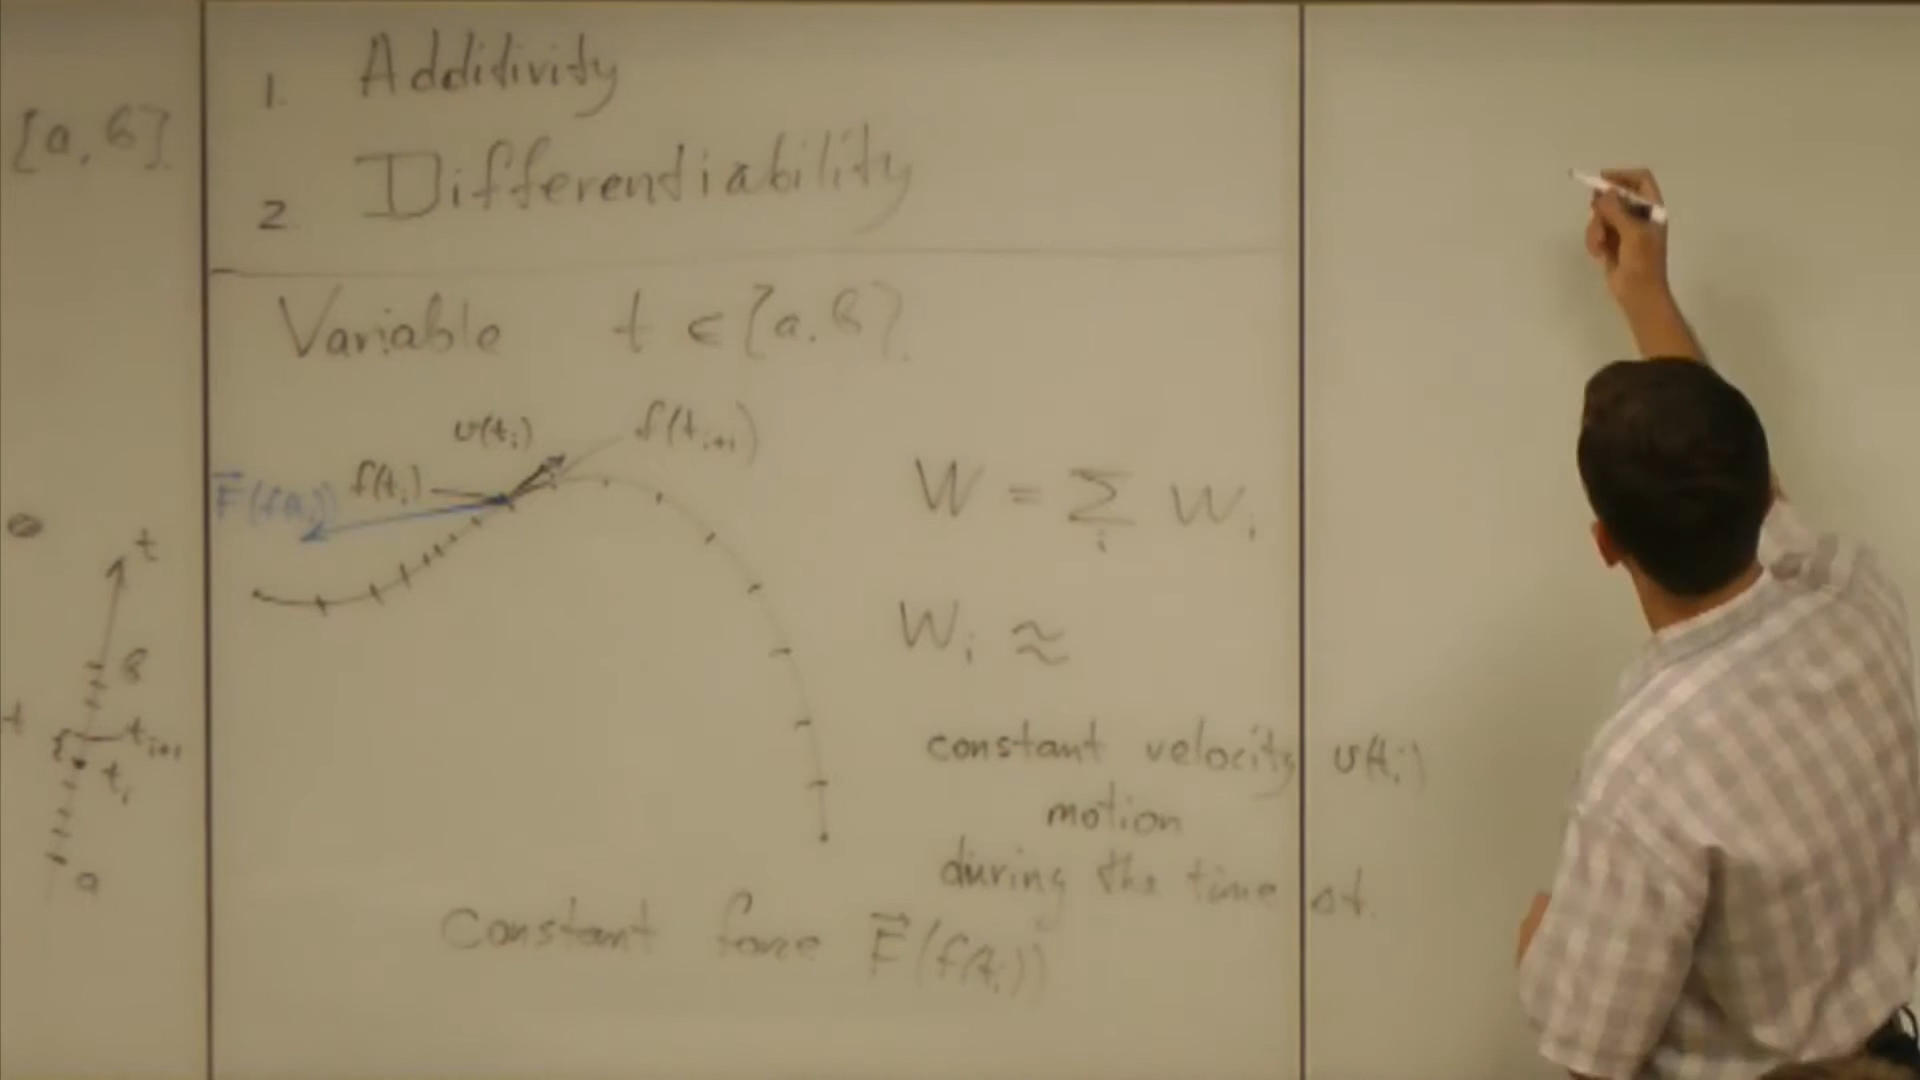 [a, b].
1. Additivity
2. Differentiability
Variable t ∈ [a, b].
v(tᵢ)
f(tᵢ₊₁)
f(tᵢ)
F⃗(f(tᵢ))
W = Σᵢ Wᵢ
t
b
Wᵢ ≈
t
tᵢ₊₁
tᵢ
a
constant velocity v(tᵢ)
motion
during the time Δt.
Constant force F⃗(f(tᵢ))